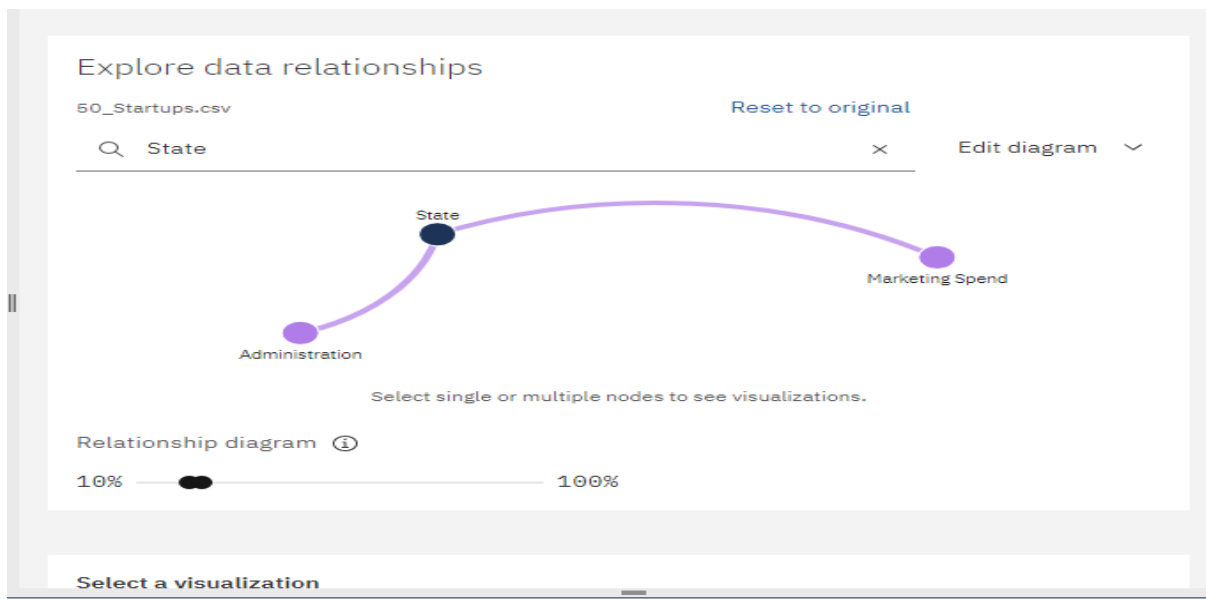 Explore data relationships
50_Startups.csv
Reset to original
State
Edit diagram
State
Marketing Spend
Administration
Select single or multiple nodes to see visualizations.
Relationship diagram
10%
100%
Select a visualization